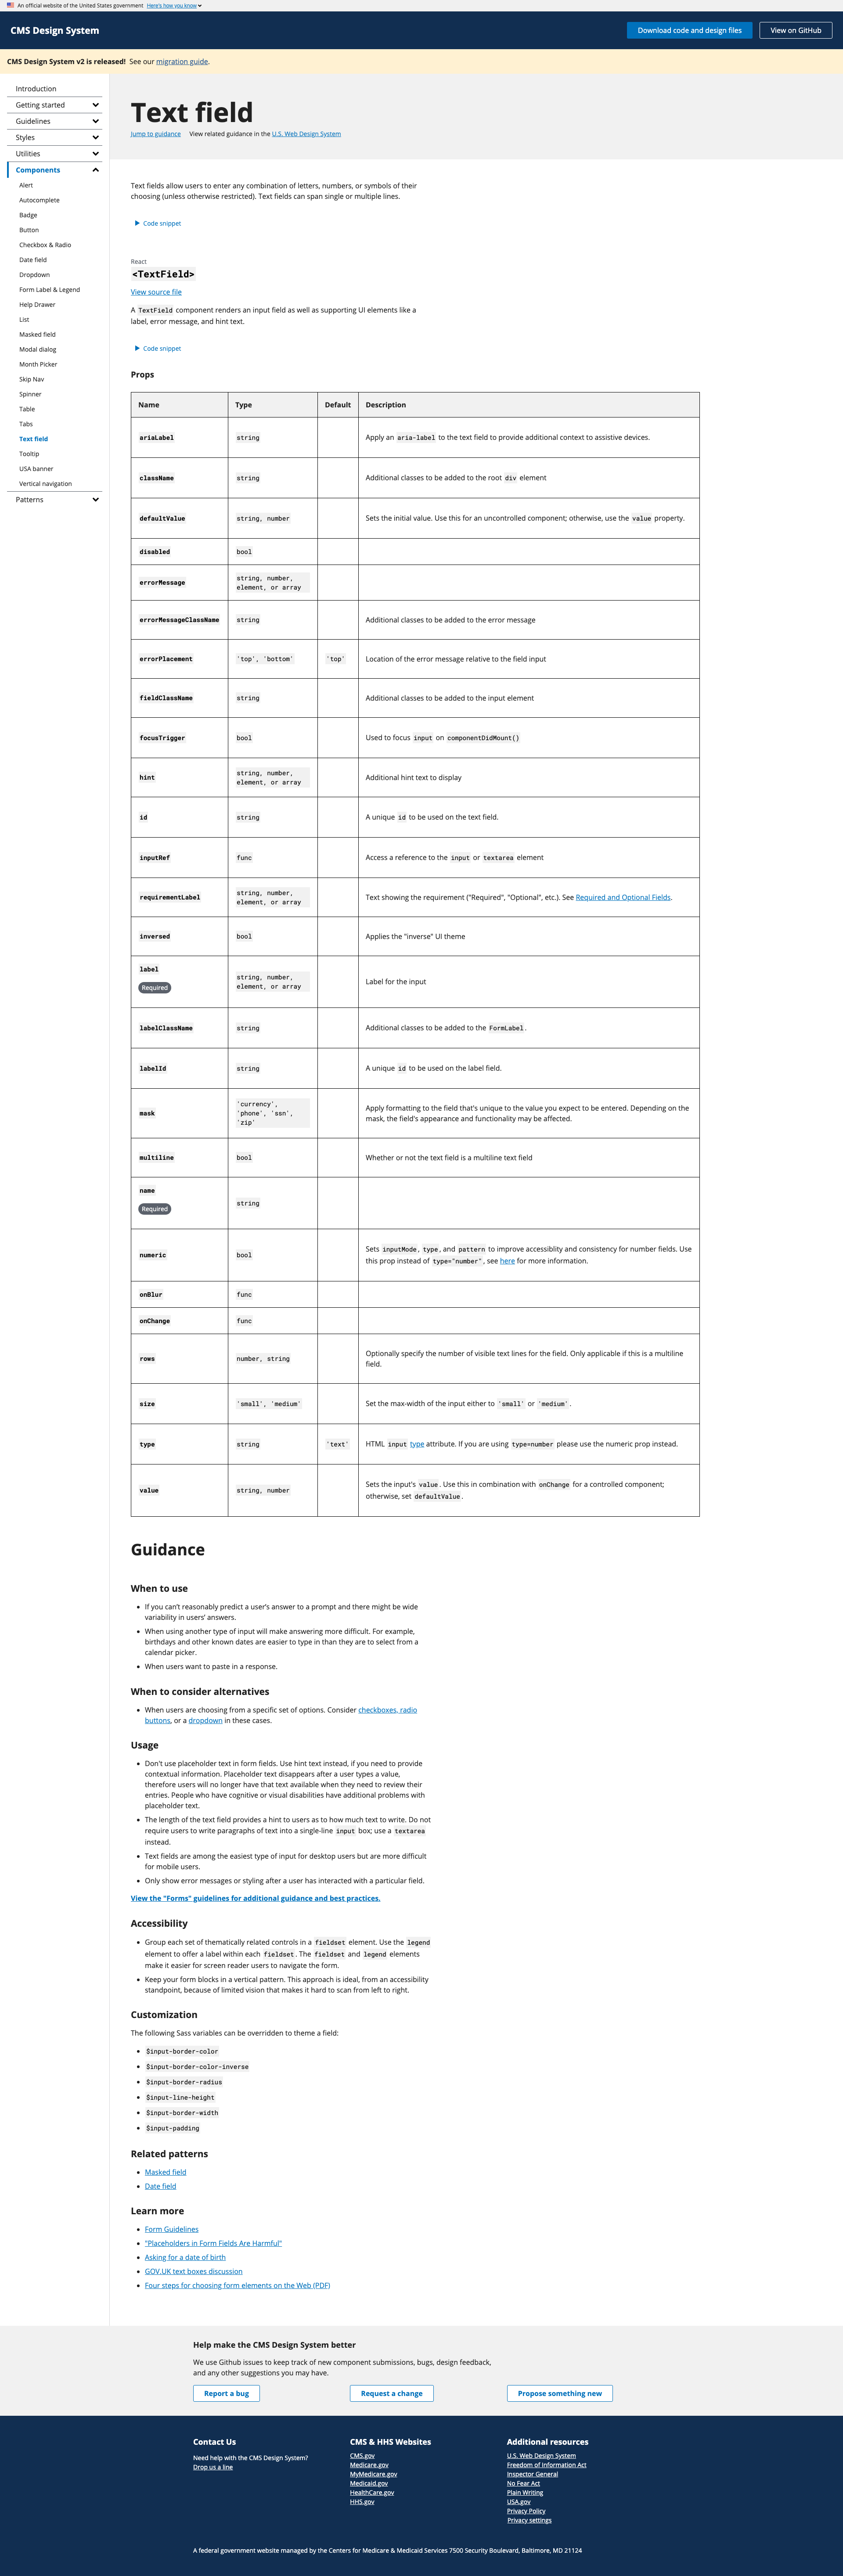 An official website of the United States government Here's how you know
CMS Design System
Download code and design files
View on GitHub
CMS Design System v2 is released! See our migration guide.
Introduction
Getting started
Guidelines
Styles
Utilities
Components
Alert
Autocomplete
Badge
Button
Checkbox & Radio
Date field
Dropdown
Form Label & Legend
Help Drawer
List
Masked field
Modal dialog
Month Picker
Skip Nav
Spinner
Table
Tabs
Text field
Tooltip
USA banner
Vertical navigation
Patterns
Text field
Jump to guidance View related guidance in the U.S. Web Design System
Text fields allow users to enter any combination of letters, numbers, or symbols of their
choosing (unless otherwise restricted). Text fields can span single or multiple lines.
Code snippet
React
<TextField>
View source file
A TextField component renders an input field as well as supporting UI elements like a
label, error message, and hint text.
Code snippet
Props
Name Type Default Description
ariaLabel string Apply an aria-label to the text field to provide additional context to assistive devices.
className string Additional classes to be added to the root div element
defaultValue string, number Sets the initial value. Use this for an uncontrolled component; otherwise, use the value property.
disabled bool
errorMessage string, number,
element, or array
errorMessageClassName string Additional classes to be added to the error message
errorPlacement 'top', 'bottom' 'top' Location of the error message relative to the field input
fieldClassName string Additional classes to be added to the input element
focusTrigger bool Used to focus input on componentDidMount()
hint string, number,
element, or array Additional hint text to display
id string A unique id to be used on the text field.
inputRef func Access a reference to the input or textarea element
requirementLabel string, number,
element, or array Text showing the requirement ("Required", "Optional", etc.). See Required and Optional Fields.
inversed bool Applies the "inverse" UI theme
label
Required string, number,
element, or array Label for the input
labelClassName string Additional classes to be added to the FormLabel.
labelId string A unique id to be used on the label field.
mask 'currency',
'phone', 'ssn',
'zip' Apply formatting to the field that's unique to the value you expect to be entered. Depending on the
mask, the field's appearance and functionality may be affected.
multiline bool Whether or not the text field is a multiline text field
name
Required string
numeric bool Sets inputMode, type, and pattern to improve accessiblity and consistency for number fields. Use
this prop instead of type="number", see here for more information.
onBlur func
onChange func
rows number, string Optionally specify the number of visible text lines for the field. Only applicable if this is a multiline
field.
size 'small', 'medium' Set the max-width of the input either to 'small' or 'medium'.
type string 'text' HTML input type attribute. If you are using type=number please use the numeric prop instead.
value string, number Sets the input's value. Use this in combination with onChange for a controlled component;
otherwise, set defaultValue.
Guidance
When to use
• If you can't reasonably predict a user's answer to a prompt and there might be wide
variability in users' answers.
• When using another type of input will make answering more difficult. For example,
birthdays and other known dates are easier to type in than they are to select from a
calendar picker.
• When users want to paste in a response.
When to consider alternatives
• When users are choosing from a specific set of options. Consider checkboxes, radio
buttons, or a dropdown in these cases.
Usage
• Don't use placeholder text in form fields. Use hint text instead, if you need to provide
contextual information. Placeholder text disappears after a user types a value,
therefore users will no longer have that text available when they need to review their
entries. People who have cognitive or visual disabilities have additional problems with
placeholder text.
• The length of the text field provides a hint to users as to how much text to write. Do not
require users to write paragraphs of text into a single-line input box; use a textarea
instead.
• Text fields are among the easiest type of input for desktop users but are more difficult
for mobile users.
• Only show error messages or styling after a user has interacted with a particular field.
View the "Forms" guidelines for additional guidance and best practices.
Accessibility
• Group each set of thematically related controls in a fieldset element. Use the legend
element to offer a label within each fieldset. The fieldset and legend elements
make it easier for screen reader users to navigate the form.
• Keep your form blocks in a vertical pattern. This approach is ideal, from an accessibility
standpoint, because of limited vision that makes it hard to scan from left to right.
Customization
The following Sass variables can be overridden to theme a field:
• $input-border-color
• $input-border-color-inverse
• $input-border-radius
• $input-line-height
• $input-border-width
• $input-padding
Related patterns
• Masked field
• Date field
Learn more
• Form Guidelines
• "Placeholders in Form Fields Are Harmful"
• Asking for a date of birth
• GOV.UK text boxes discussion
• Four steps for choosing form elements on the Web (PDF)
Help make the CMS Design System better
We use Github issues to keep track of new component submissions, bugs, design feedback,
and any other suggestions you may have.
Report a bug
Request a change
Propose something new
Contact Us
Need help with the CMS Design System?
Drop us a line
CMS & HHS Websites
CMS.gov
Medicare.gov
MyMedicare.gov
Medicaid.gov
HealthCare.gov
HHS.gov
Additional resources
U.S. Web Design System
Freedom of Information Act
Inspector General
No Fear Act
Plain Writing
USA.gov
Privacy Policy
Privacy settings
A federal government website managed by the Centers for Medicare & Medicaid Services 7500 Security Boulevard, Baltimore, MD 21124